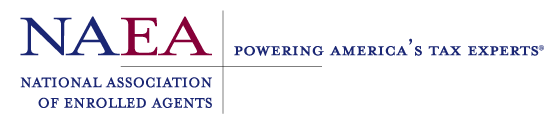 NAEA
POWERING AMERICA'S TAX EXPERTS®
NATIONAL ASSOCIATION
OF ENROLLED AGENTS